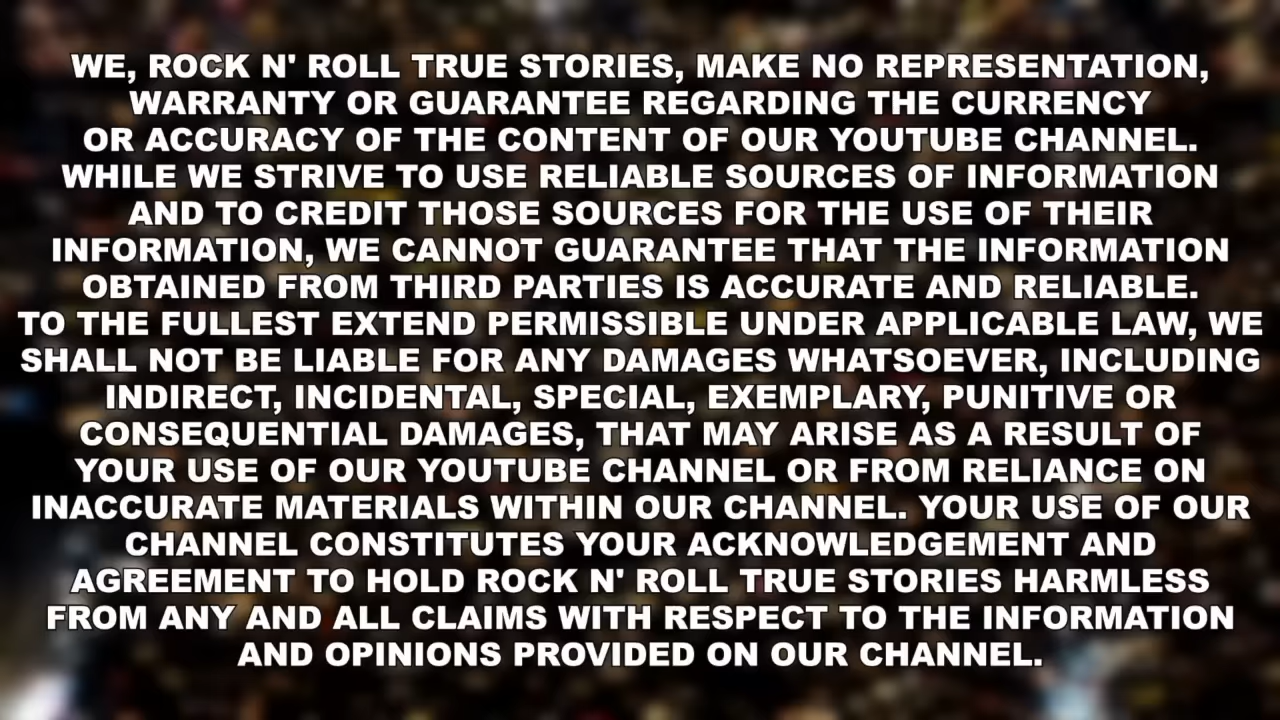 WE, ROCK N' ROLL TRUE STORIES, MAKE NO REPRESENTATION,
WARRANTY OR GUARANTEE REGARDING THE CURRENCY
OR ACCURACY OF THE CONTENT OF OUR YOUTUBE CHANNEL.
WHILE WE STRIVE TO USE RELIABLE SOURCES OF INFORMATION
AND TO CREDIT THOSE SOURCES FOR THE USE OF THEIR
INFORMATION, WE CANNOT GUARANTEE THAT THE INFORMATION
OBTAINED FROM THIRD PARTIES IS ACCURATE AND RELIABLE.
TO THE FULLEST EXTEND PERMISSIBLE UNDER APPLICABLE LAW, WE
SHALL NOT BE LIABLE FOR ANY DAMAGES WHATSOEVER, INCLUDING
INDIRECT, INCIDENTAL, SPECIAL, EXEMPLARY, PUNITIVE OR
CONSEQUENTIAL DAMAGES, THAT MAY ARISE AS A RESULT OF
YOUR USE OF OUR YOUTUBE CHANNEL OR FROM RELIANCE ON
INACCURATE MATERIALS WITHIN OUR CHANNEL. YOUR USE OF OUR
CHANNEL CONSTITUTES YOUR ACKNOWLEDGEMENT AND
AGREEMENT TO HOLD ROCK N' ROLL TRUE STORIES HARMLESS
FROM ANY AND ALL CLAIMS WITH RESPECT TO THE INFORMATION
AND OPINIONS PROVIDED ON OUR CHANNEL.